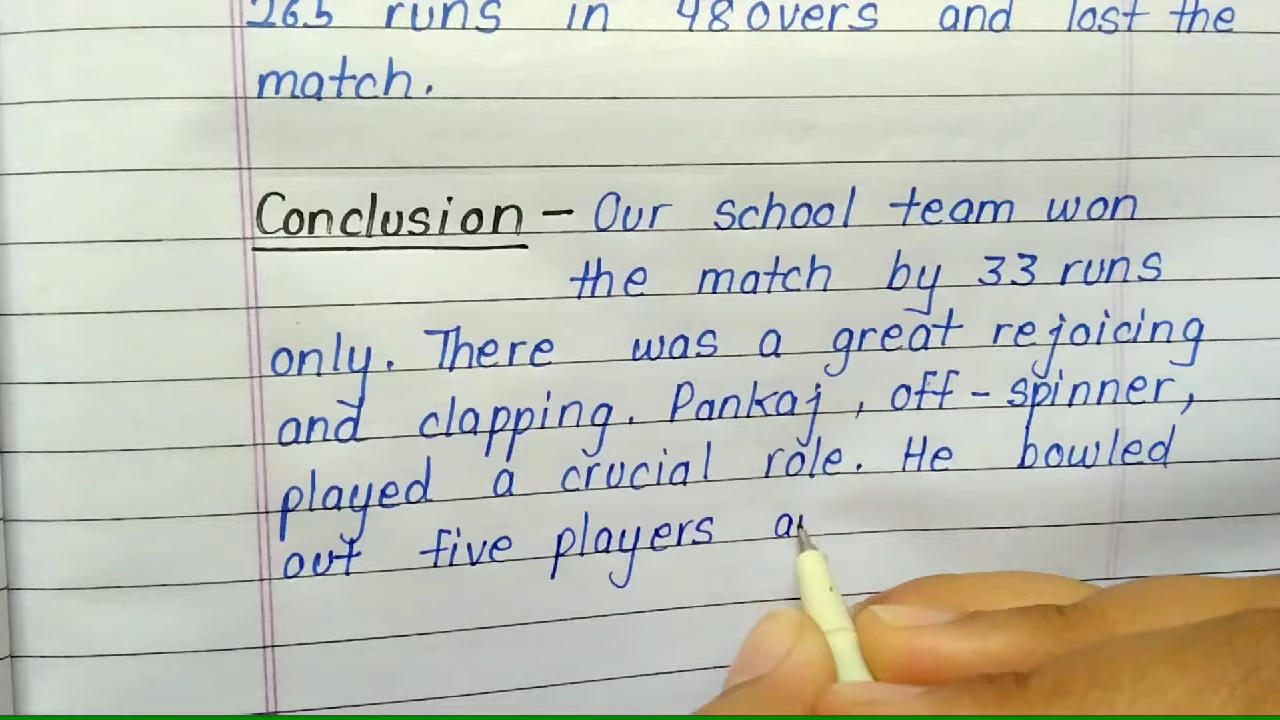 265 runs in 48 overs and lost the
match.
Conclusion - Our school team won
the match by 33 runs
only. There was a great rejoicing
and clapping. Pankaj, off-spinner,
played a crucial role. He bowled
out five players